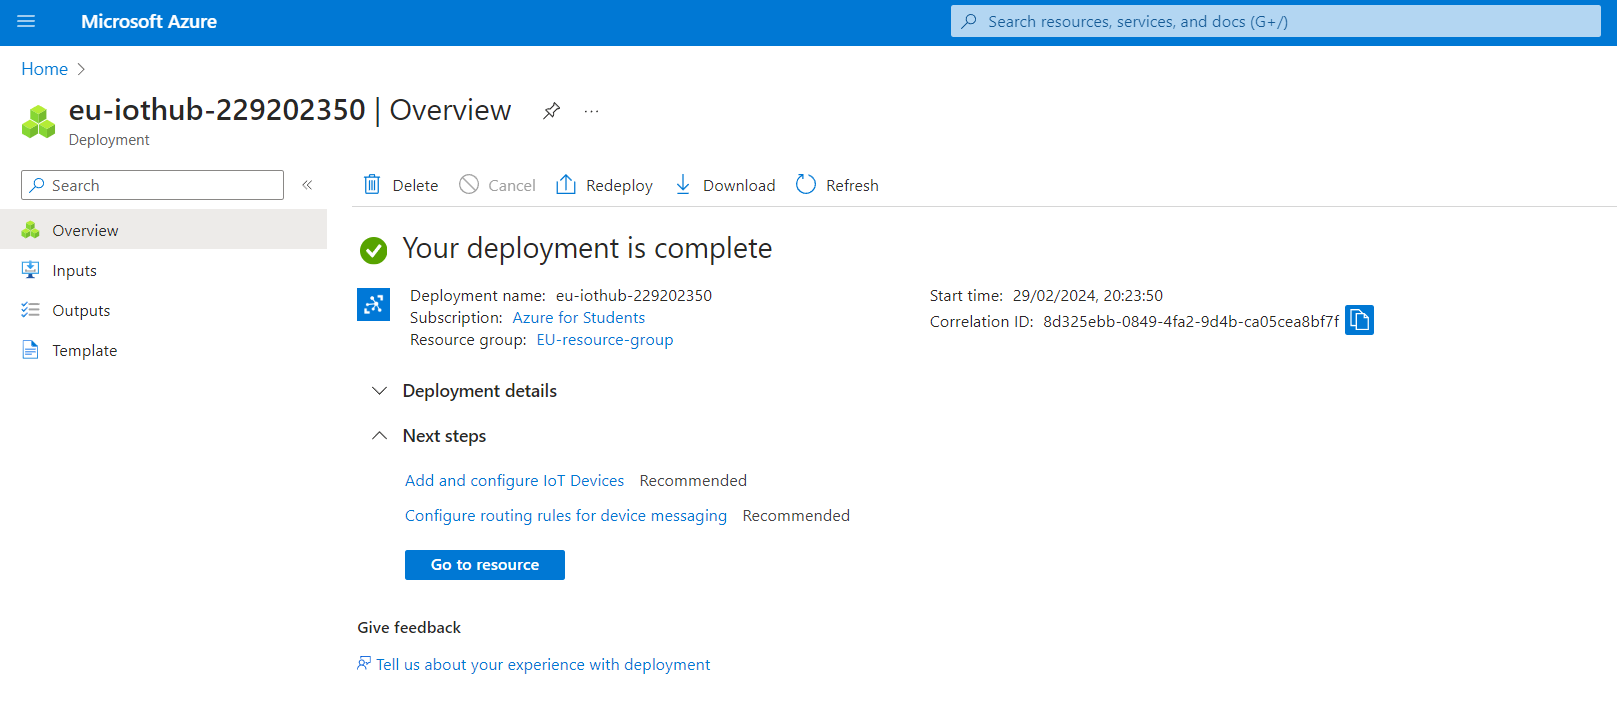 Microsoft Azure
Search resources, services, and docs (G+/)
Home
eu-iothub-229202350 | Overview
Deployment
Search
Overview
Inputs
Outputs
Template
Delete
Cancel
Redeploy
Download
Refresh
Your deployment is complete
Deployment name: eu-iothub-229202350
Subscription: Azure for Students
Resource group: EU-resource-group
Start time: 29/02/2024, 20:23:50
Correlation ID: 8d325ebb-0849-4fa2-9d4b-ca05cea8bf7f
Deployment details
Next steps
Add and configure IoT Devices Recommended
Configure routing rules for device messaging Recommended
Go to resource
Give feedback
Tell us about your experience with deployment